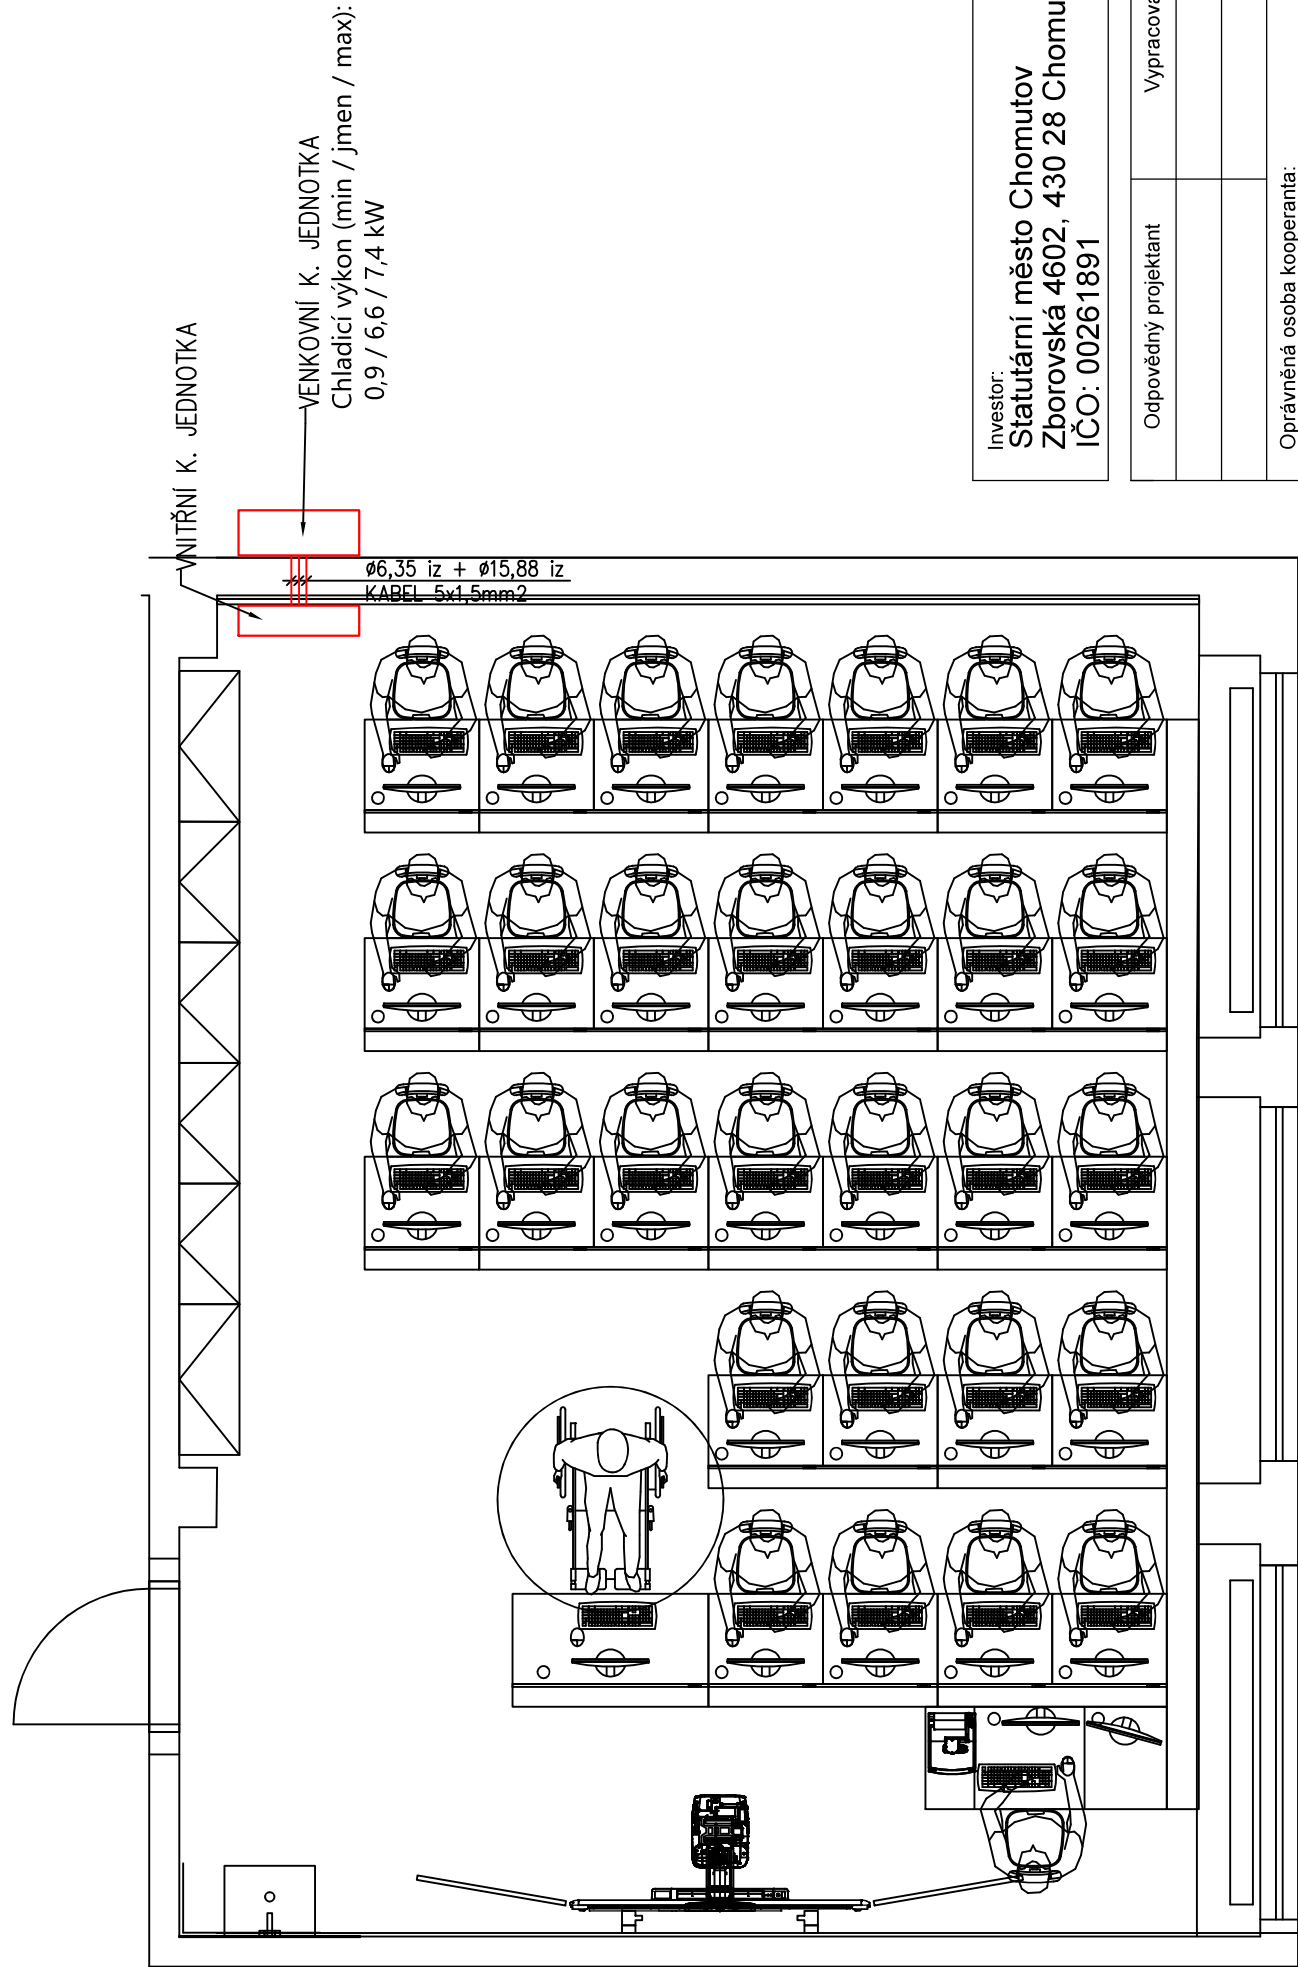 VNITŘNÍ K. JEDNOTKA
VENKOVNÍ K. JEDNOTKA
Chladicí výkon (min / jmen / max):
0,9 / 6,6 / 7,4 kW
ø6,35 iz + ø15,88 iz
KABEL 5x1,5mm2
Investor:
Statutární město Chomutov
Zborovská 4602, 430 28 Chomu
IČO: 00261891
Odpovědný projektant
Vypracova
Oprávněná osoba kooperanta: